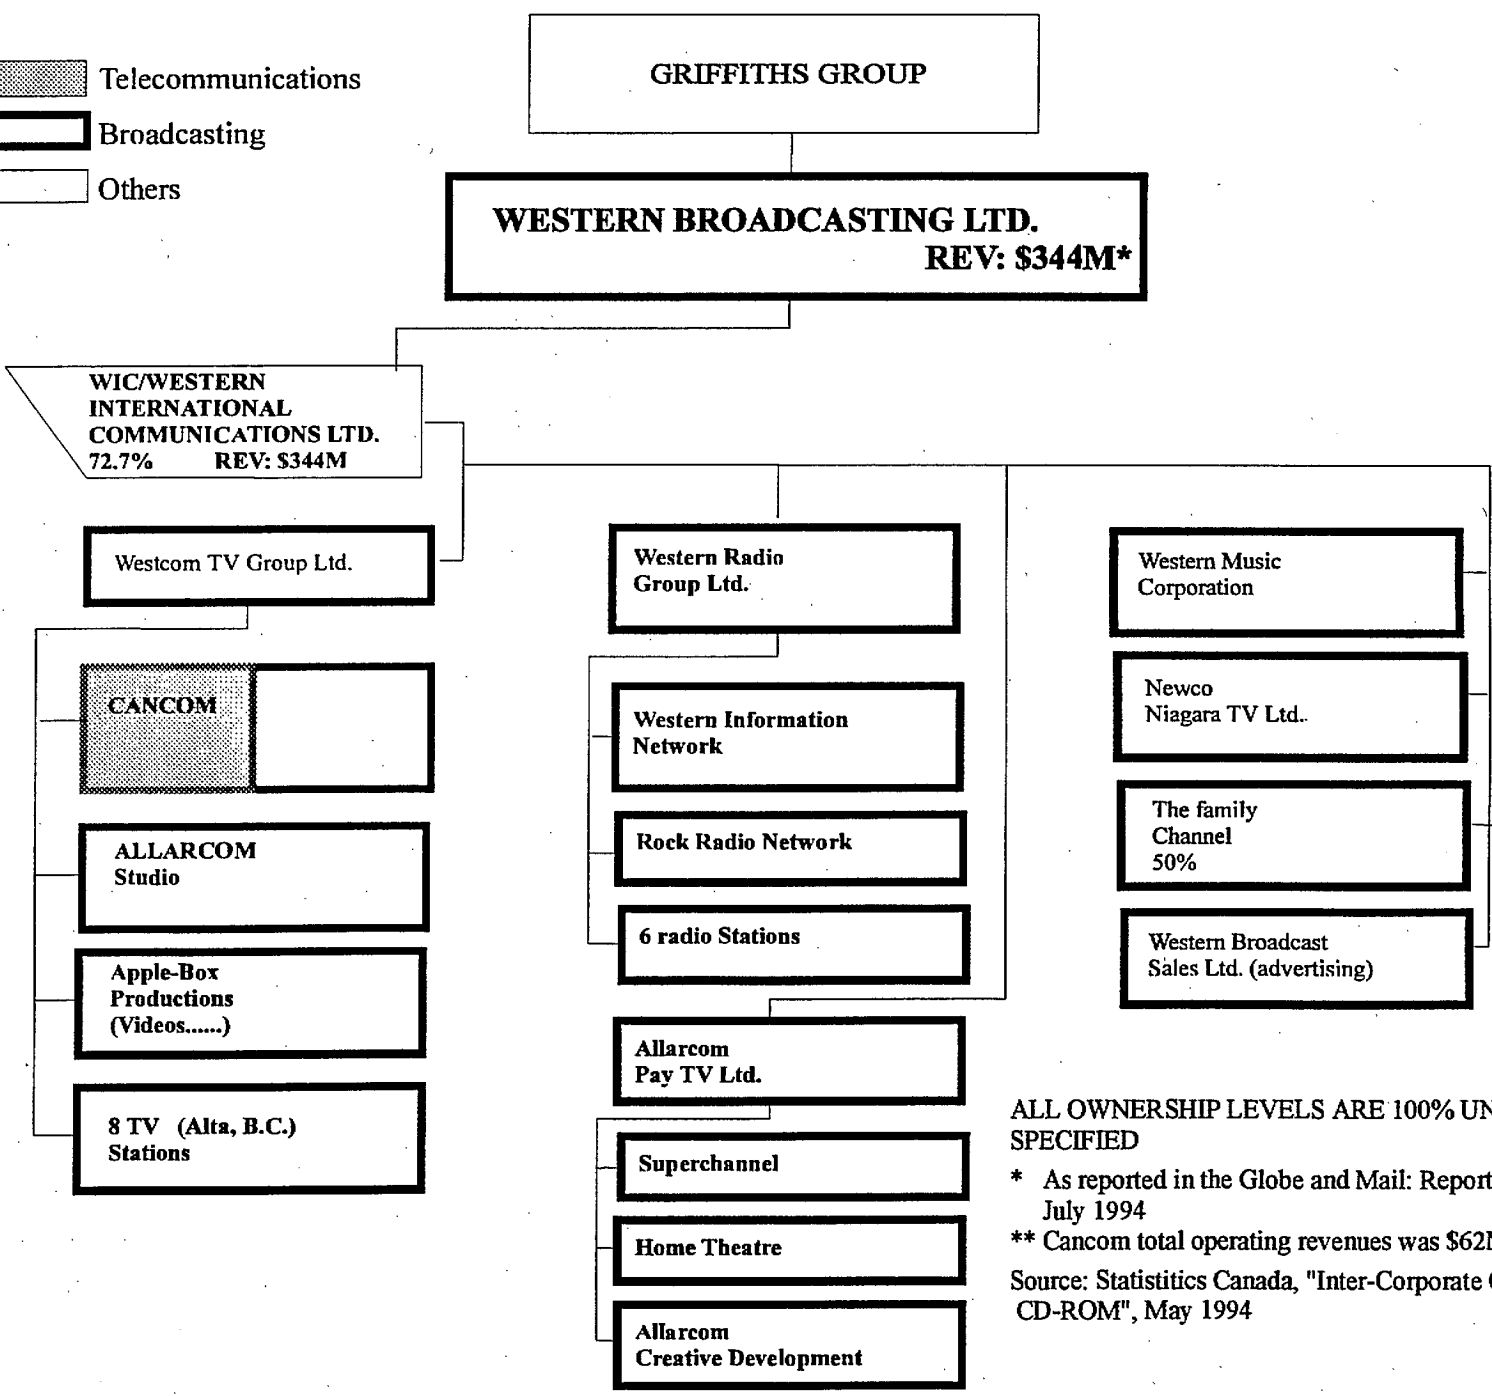 GRIFFITHS GROUP
Telecommunications
Broadcasting
Others
WESTERN BROADCASTING LTD.
REV: $344M*
WIC/WESTERN
INTERNATIONAL
COMMUNICATIONS LTD.
72.7% REV: $344M
Westcom TV Group Ltd.
CANCOM
ALLARCOM
Studio
Apple-Box
Productions
(Videos......)
8 TV (Alta, B.C.)
Stations
Western Radio
Group Ltd.
Western Information
Network
Rock Radio Network
6 radio Stations
Allarcom
Pay TV Ltd.
Superchannel
Home Theatre
Allarcom
Creative Development
Western Music
Corporation
Newco
Niagara TV Ltd..
The family
Channel
50%
Western Broadcast
Sales Ltd. (advertising)
ALL OWNERSHIP LEVELS ARE 100% UN
SPECIFIED
* As reported in the Globe and Mail: Report
July 1994
** Cancom total operating revenues was $62
Source: Statistitics Canada, "Inter-Corporate
CD-ROM", May 1994